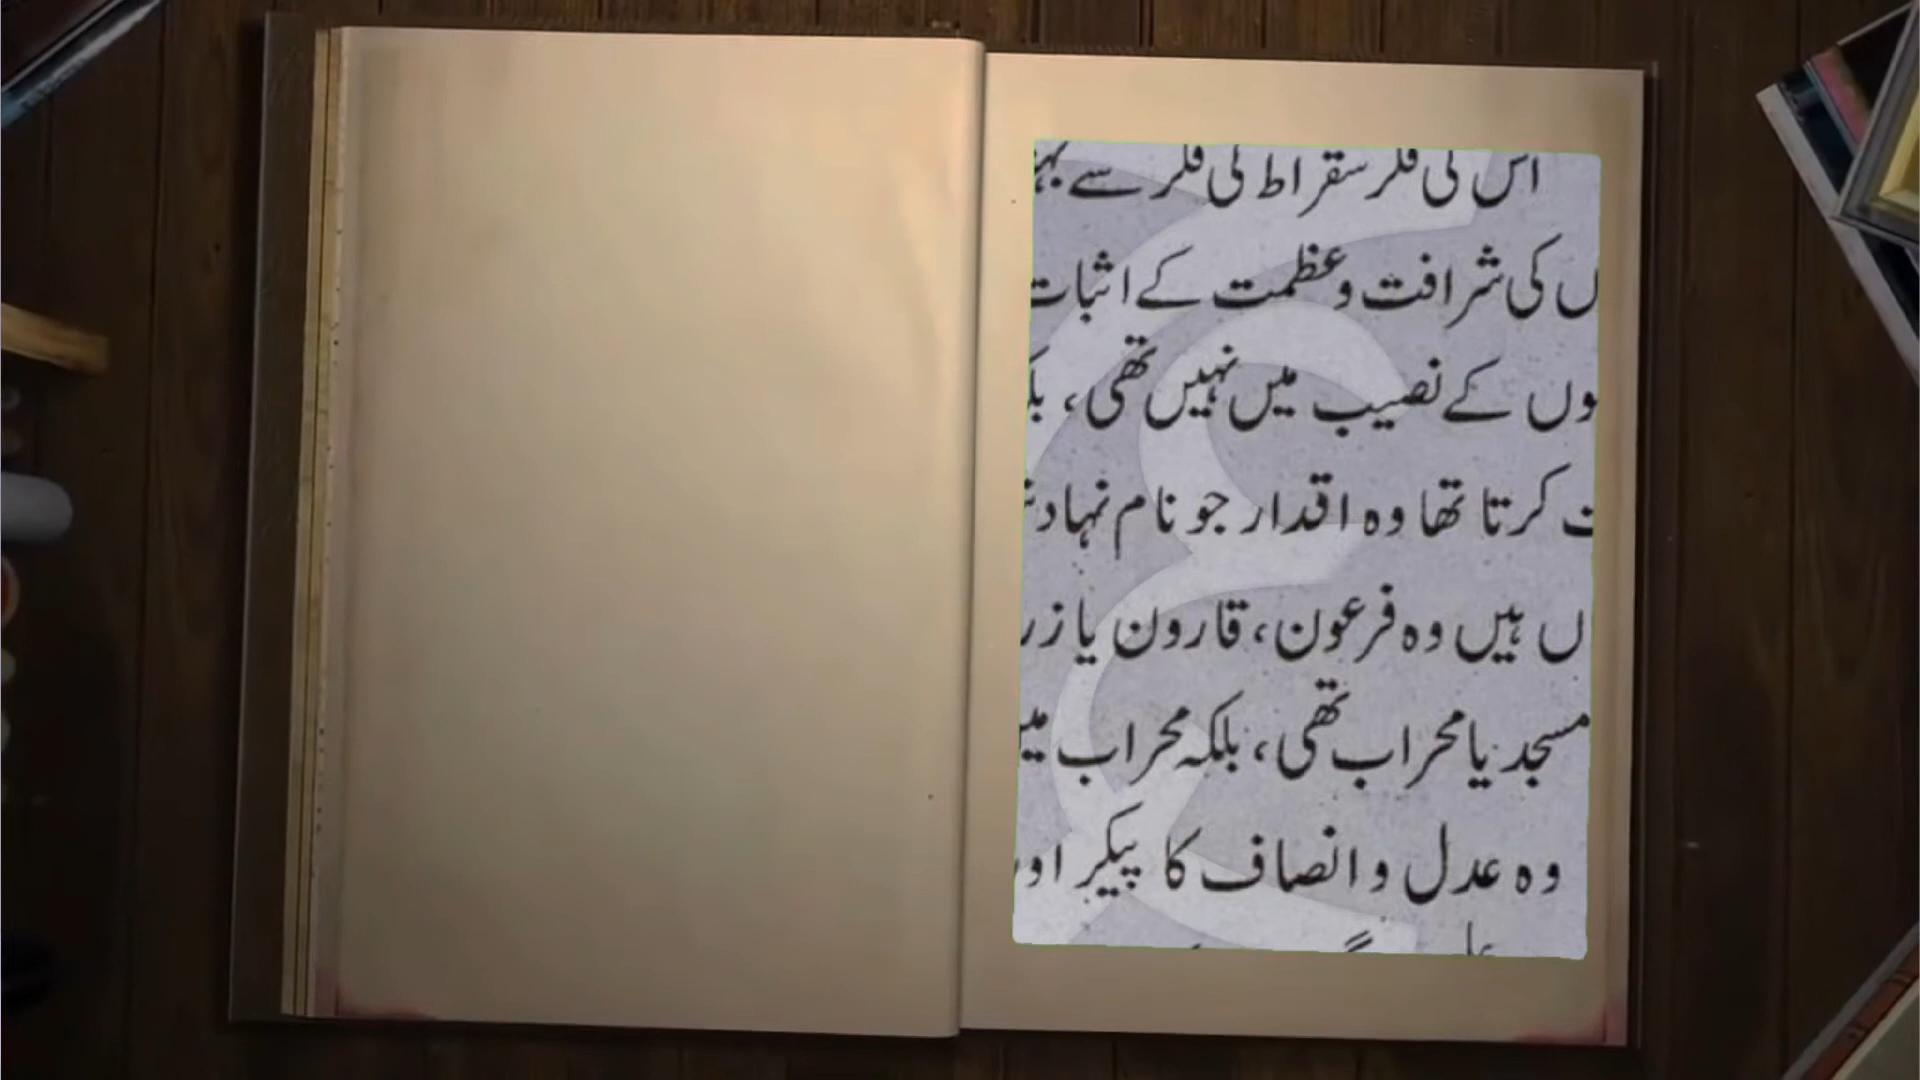 اس کی فکر سقراط کی فکر سے
کی شرافت و عظمت کے اثبات
کے نصیب میں نہیں تھی،
کرتا تھا وہ اقدار جو نام نہاد
ہیں وہ فرعون، قارون یا
مسجد یا محراب تھی، بلکہ محراب
وہ عدل و انصاف کا پیکر اور